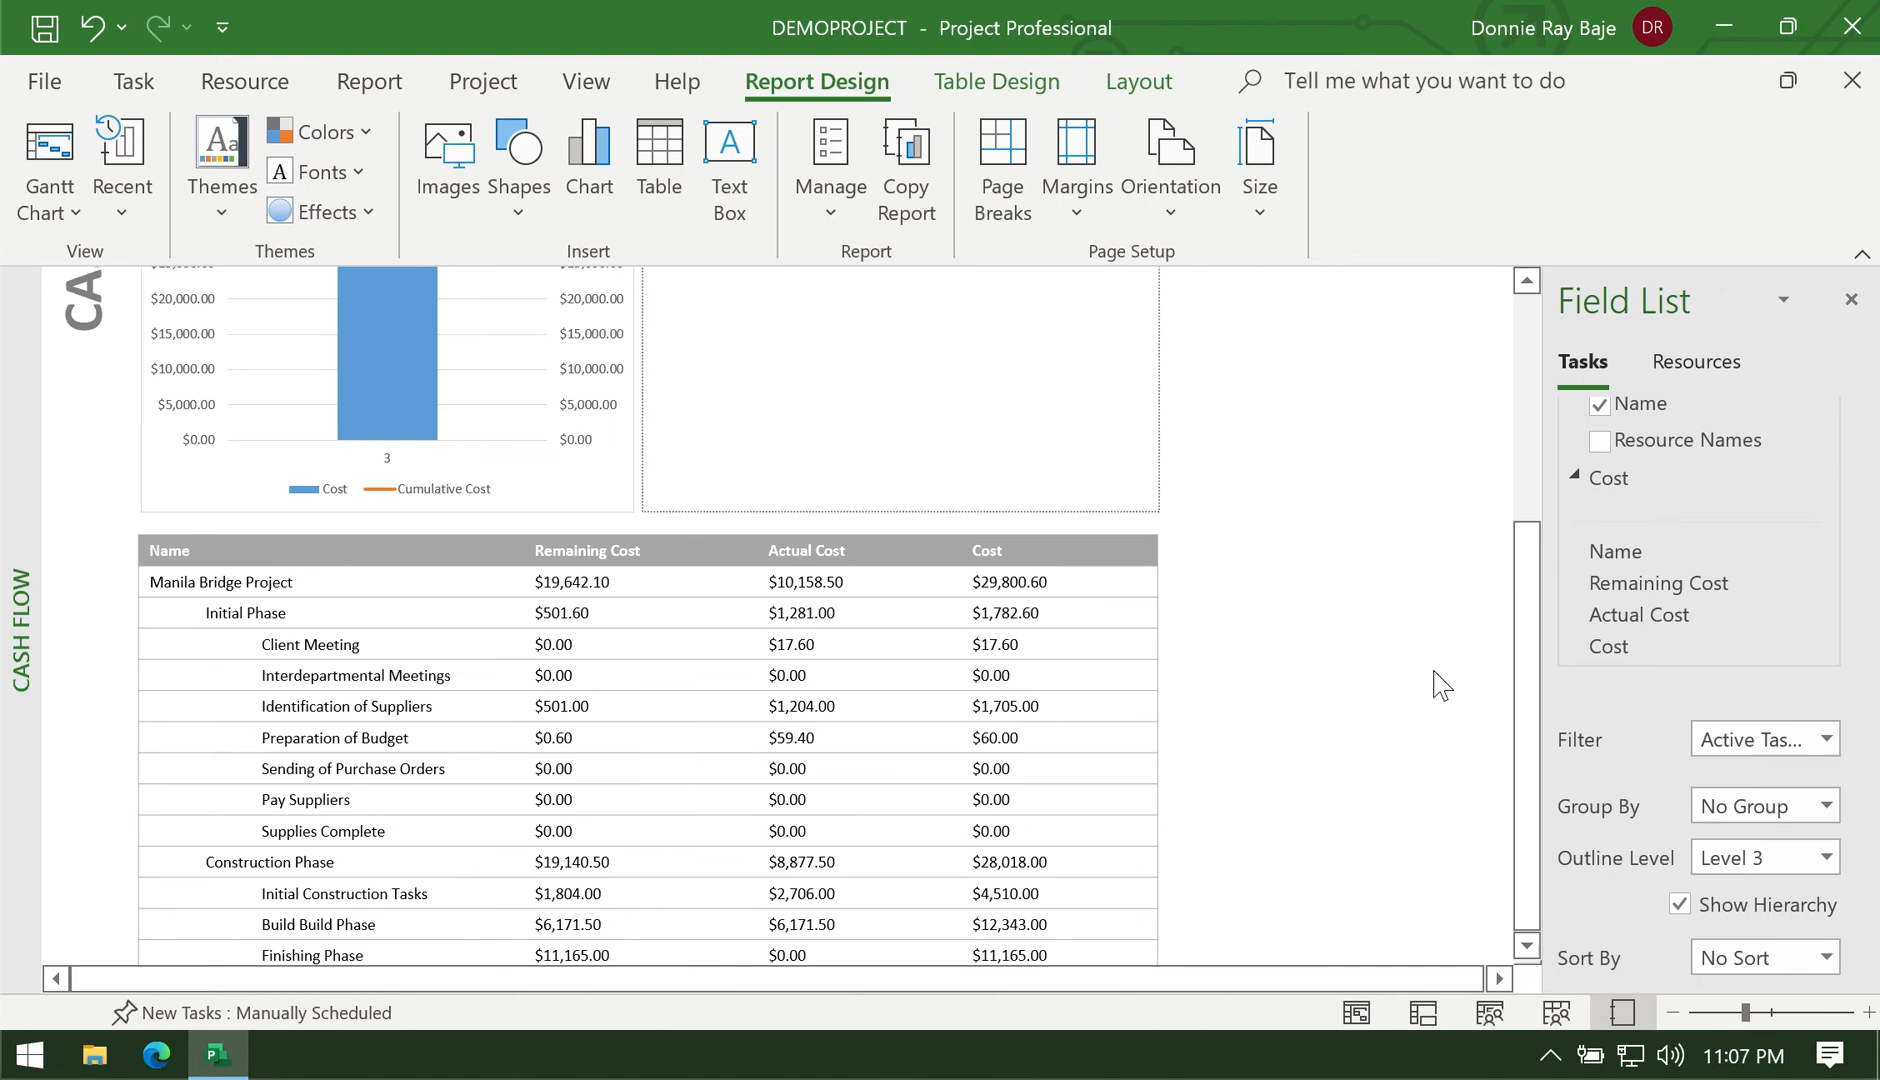 DEMOPROJECT - Project Professional
Donnie Ray Baje
DR
File Task Resource Report Project View Help Report Design Table Design Layout Tell me what you want to do
Gantt Chart
Recent
View
Themes
Colors
Fonts
Effects
Themes
Images
Shapes
Chart
Table
Text Box
Insert
Manage
Copy Report
Report
Page Breaks
Margins
Orientation
Size
Page Setup
CASH FLOW
CA
$20,000.00 $20,000.00
$15,000.00 $15,000.00
$10,000.00 $10,000.00
$5,000.00 $5,000.00
$0.00 $0.00
3
Cost Cumulative Cost
Name Remaining Cost Actual Cost Cost
Manila Bridge Project $19,642.10 $10,158.50 $29,800.60
Initial Phase $501.60 $1,281.00 $1,782.60
Client Meeting $0.00 $17.60 $17.60
Interdepartmental Meetings $0.00 $0.00 $0.00
Identification of Suppliers $501.00 $1,204.00 $1,705.00
Preparation of Budget $0.60 $59.40 $60.00
Sending of Purchase Orders $0.00 $0.00 $0.00
Pay Suppliers $0.00 $0.00 $0.00
Supplies Complete $0.00 $0.00 $0.00
Construction Phase $19,140.50 $8,877.50 $28,018.00
Initial Construction Tasks $1,804.00 $2,706.00 $4,510.00
Build Build Phase $6,171.50 $6,171.50 $12,343.00
Finishing Phase $11,165.00 $0.00 $11,165.00
Field List
Tasks Resources
Name
Resource Names
Cost
Name
Remaining Cost
Actual Cost
Cost
Filter Active Tas...
Group By No Group
Outline Level Level 3
Show Hierarchy
Sort By No Sort
New Tasks : Manually Scheduled
11:07 PM